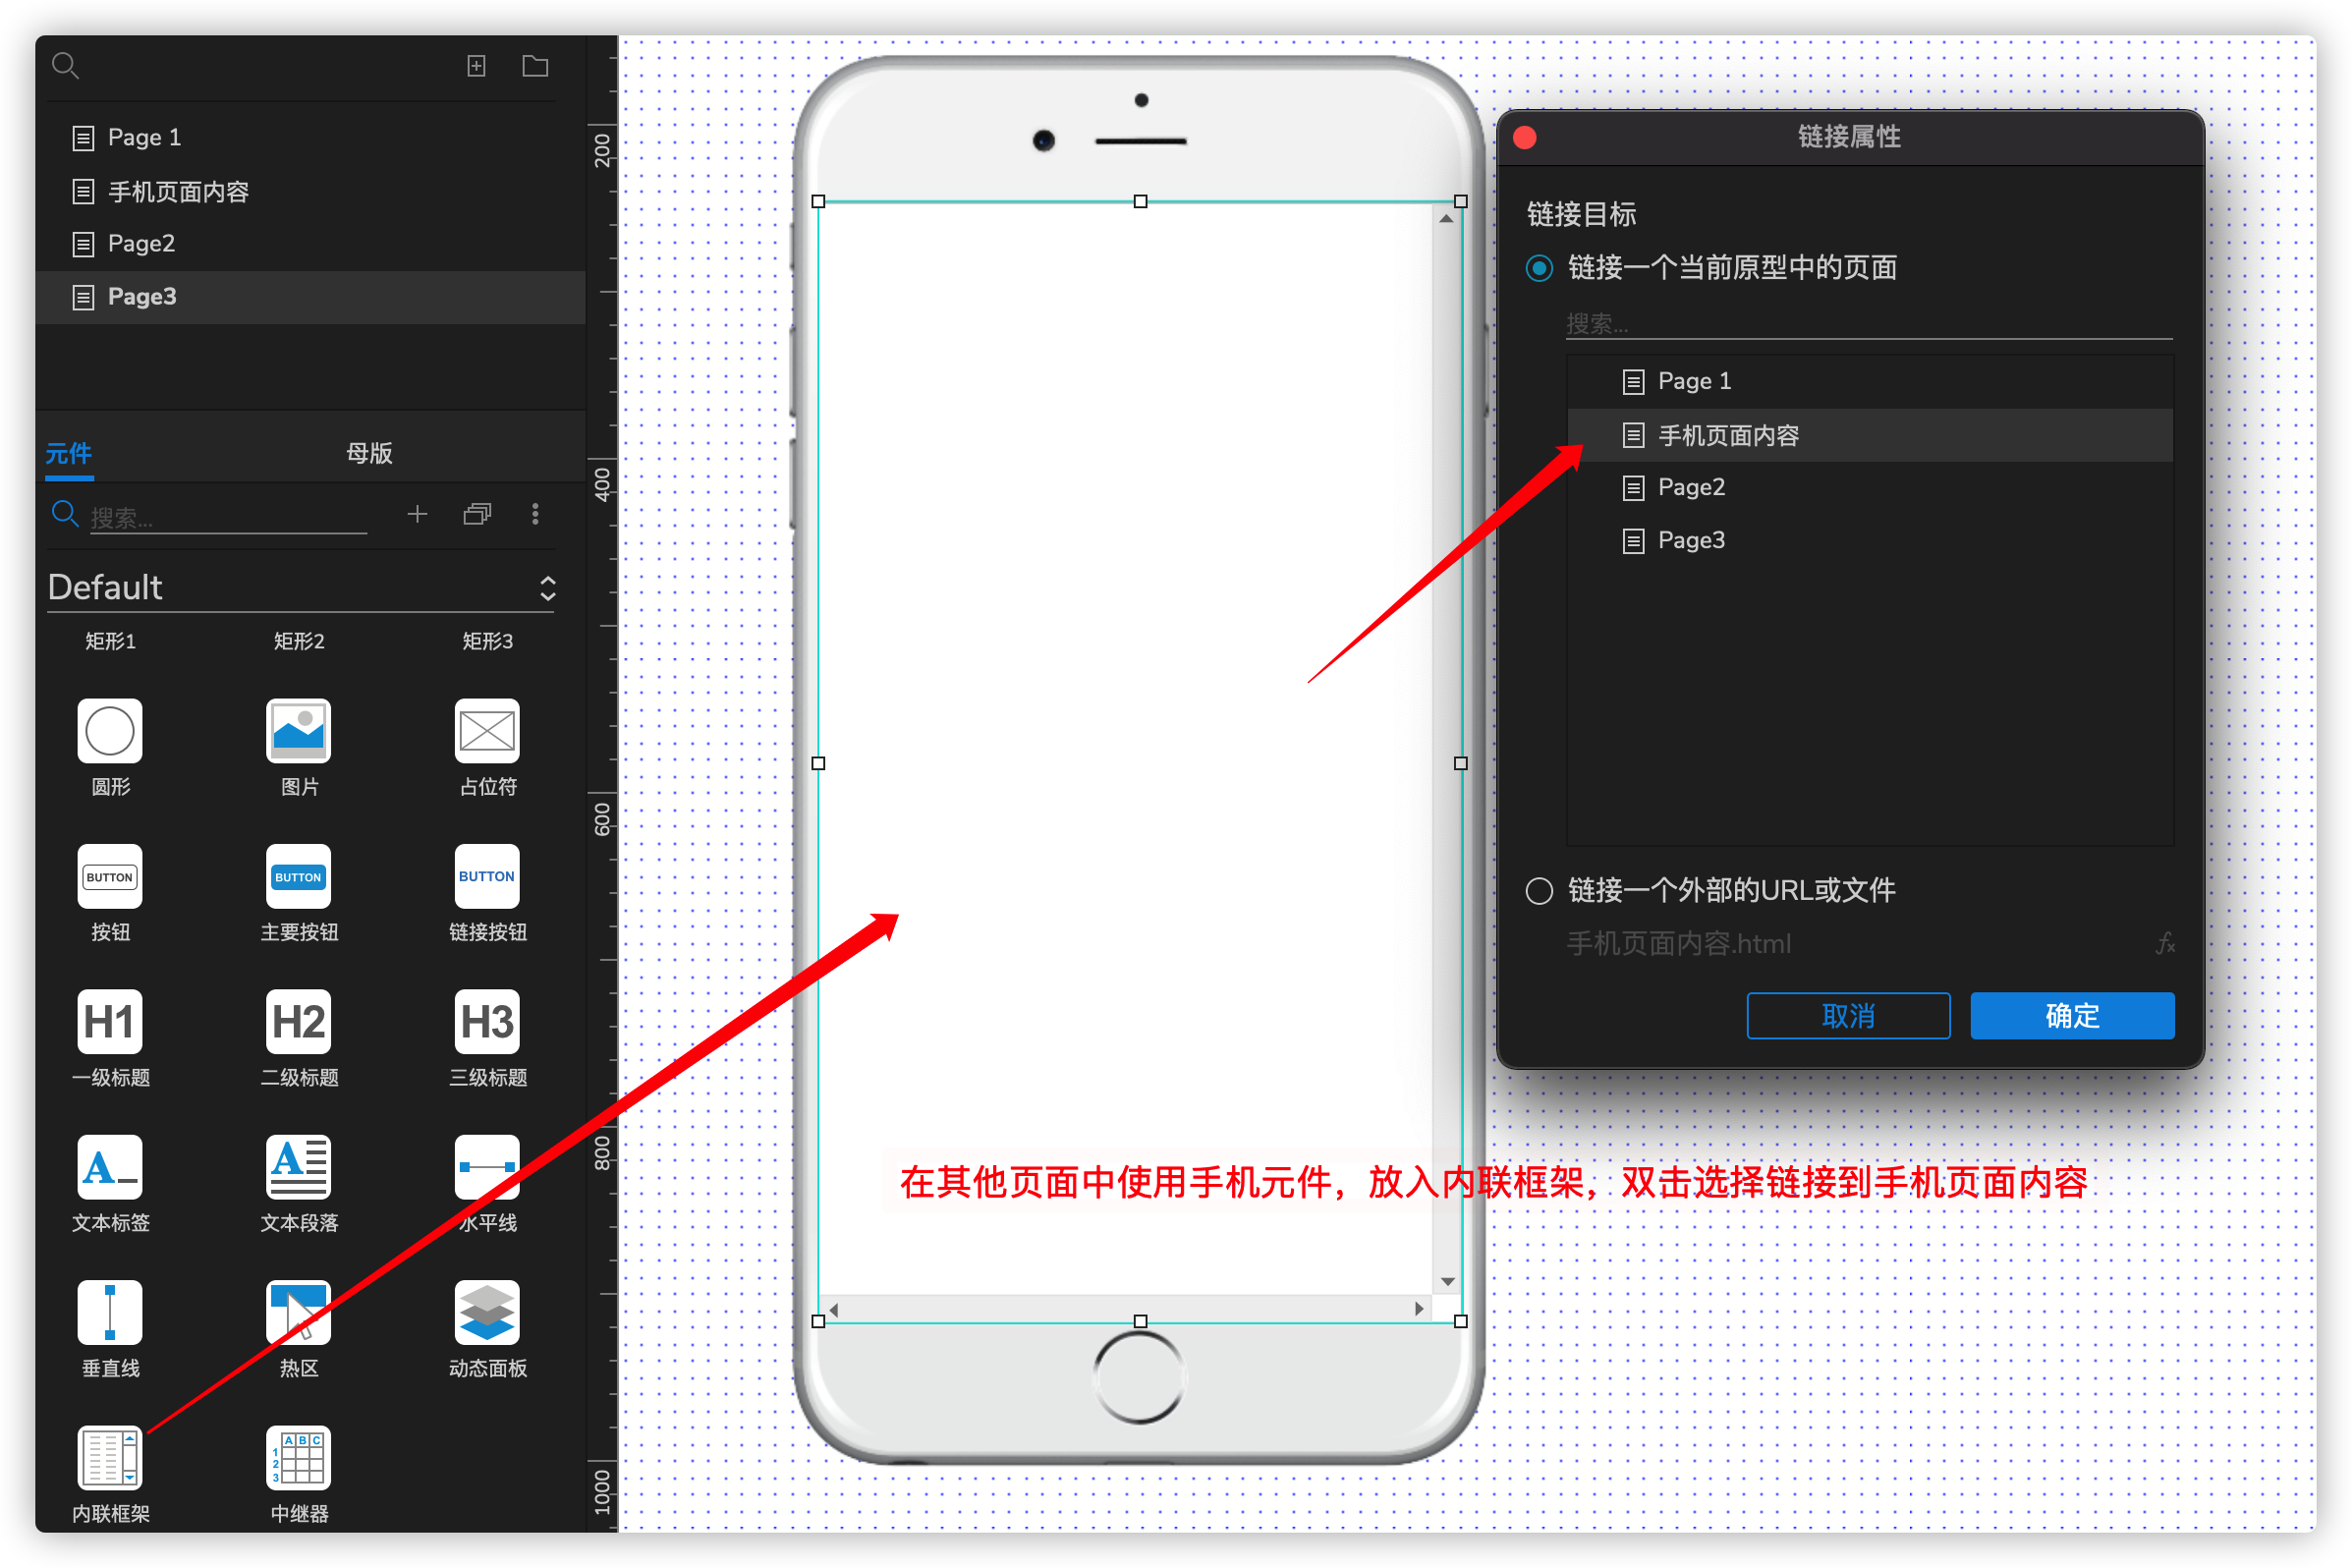 Page 1
手机页面内容
Page2
Page3
元件
母版
搜索...
Default
矩形1
矩形2
矩形3
圆形
图片
占位符
BUTTON
BUTTON
BUTTON
按钮
主要按钮
链接按钮
H1
H2
H3
一级标题
二级标题
三级标题
A
A
文本标签
文本段落
水平线
垂直线
热区
动态面板
A B C
1
2
3
内联框架
中继器
200
400
600
800
1000
在其他页面中使用手机元件，放入内联框架，双击选择链接到手机页面内容
链接属性
链接目标
链接一个当前原型中的页面
搜索...
Page 1
手机页面内容
Page2
Page3
链接一个外部的URL或文件
手机页面内容.html
fx
取消
确定